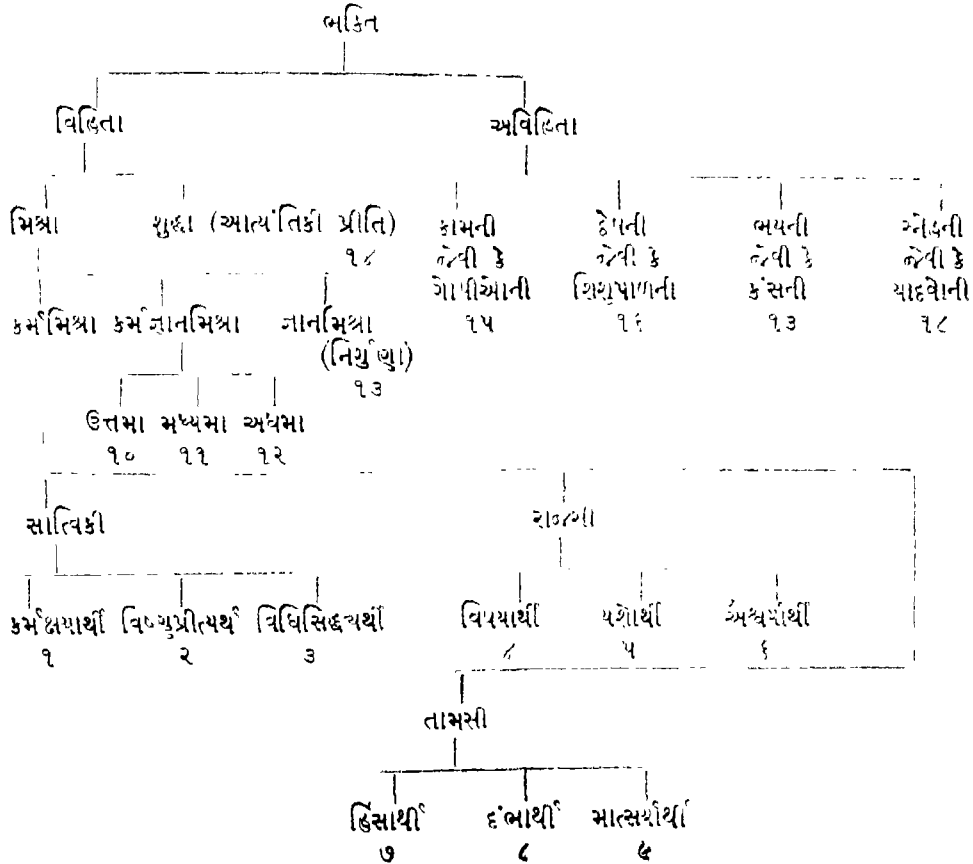 ભક્તિ
વિહિતા અવિહિતા
મિશ્રા શુદ્ધા (આત્યંતિકી પ્રીતિ) કામની દ્વેષની ભયની સ્નેહની
૧૪ જેવી કે જેવી કે જેવી કે જેવી કે
ગોપીઓની શિશુપાળની કંસની યાદવોની
કર્મમિશ્રા કર્મજ્ઞાનમિશ્રા જ્ઞાનમિશ્રા ૧૫ ૧૬ ૧૩ ૧૮
(નિર્ગુણા)
૧૩
ઉત્તમા મધ્યમા અધમા
૧૦ ૧૧ ૧૨
સાત્વિકી રાજસી
કર્મક્ષયાર્થી વિષ્ણુપ્રીત્યર્થ વિધિસિદ્ધ્યર્થી વિષયાર્થી યશોર્થી ઐશ્વર્યાર્થી
૧ ૨ ૩ ૪ ૫ ૬
તામસી
હિંસાર્થી દંભાર્થી માત્સર્યાર્થી
૭ ૮ ૯